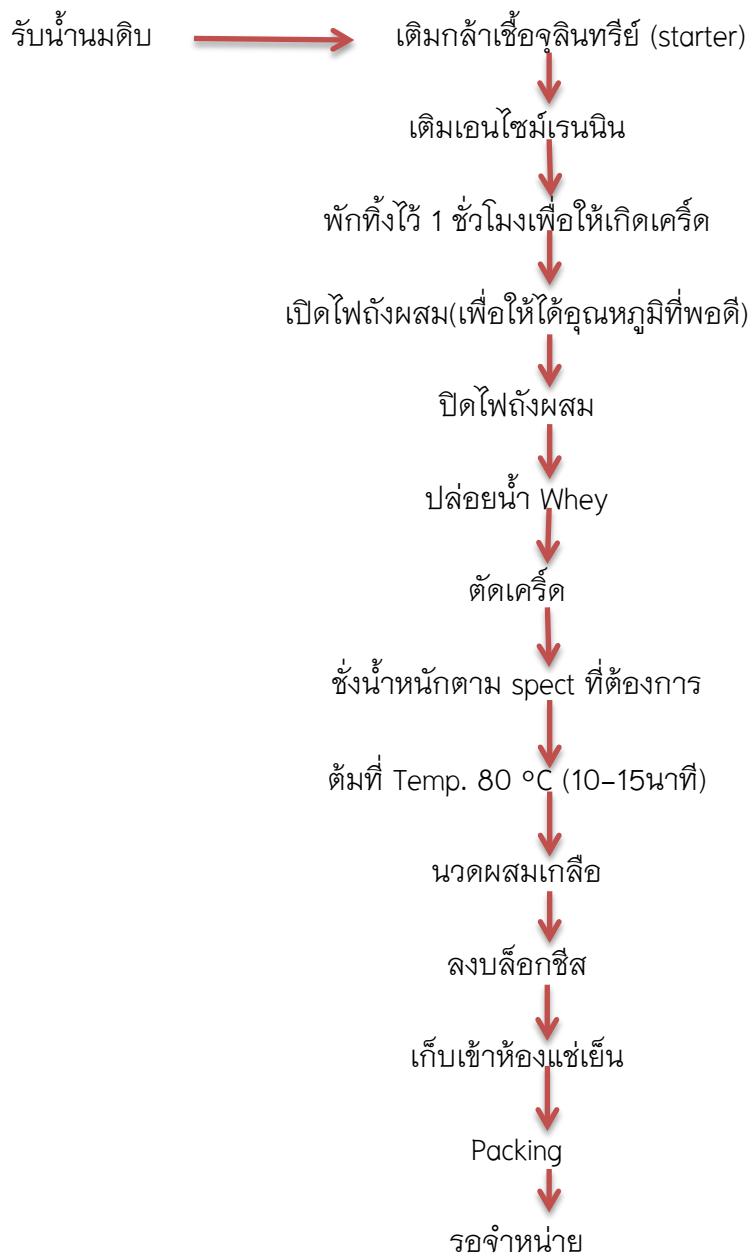 รับน้ำนมดิบ
เติมกล้าเชื้อจุลินทรีย์ (starter)
เติมเอนไซม์เรนนิน
พักทิ้งไว้ 1 ชั่วโมงเพื่อให้เกิดเคริ์ด
เปิดไฟถังผสม(เพื่อให้ได้อุณหภูมิที่พอดี)
ปิดไฟถังผสม
ปล่อยน้ำ Whey
ตัดเคริ์ด
ชั่งน้ำหนักตาม spect ที่ต้องการ
ต้มที่ Temp. 80 °C (10–15นาที)
นวดผสมเกลือ
ลงบล็อกชีส
เก็บเข้าห้องแช่เย็น
Packing
รอจำหน่าย